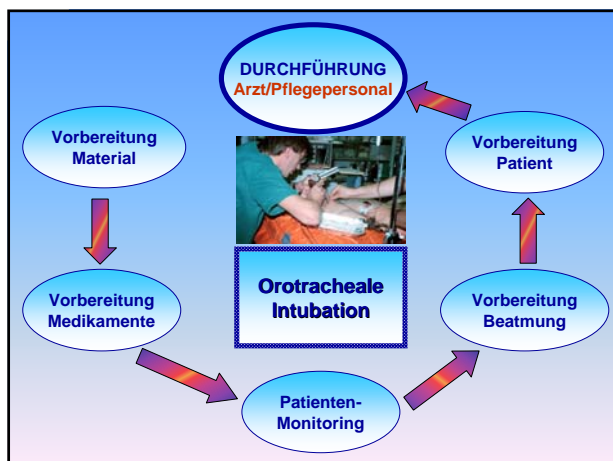 DURCHFÜHRUNG
Arzt/Pflegepersonal
Vorbereitung
Material
Vorbereitung
Patient
Orotracheale
Intubation
Vorbereitung
Medikamente
Vorbereitung
Beatmung
Patienten-
Monitoring